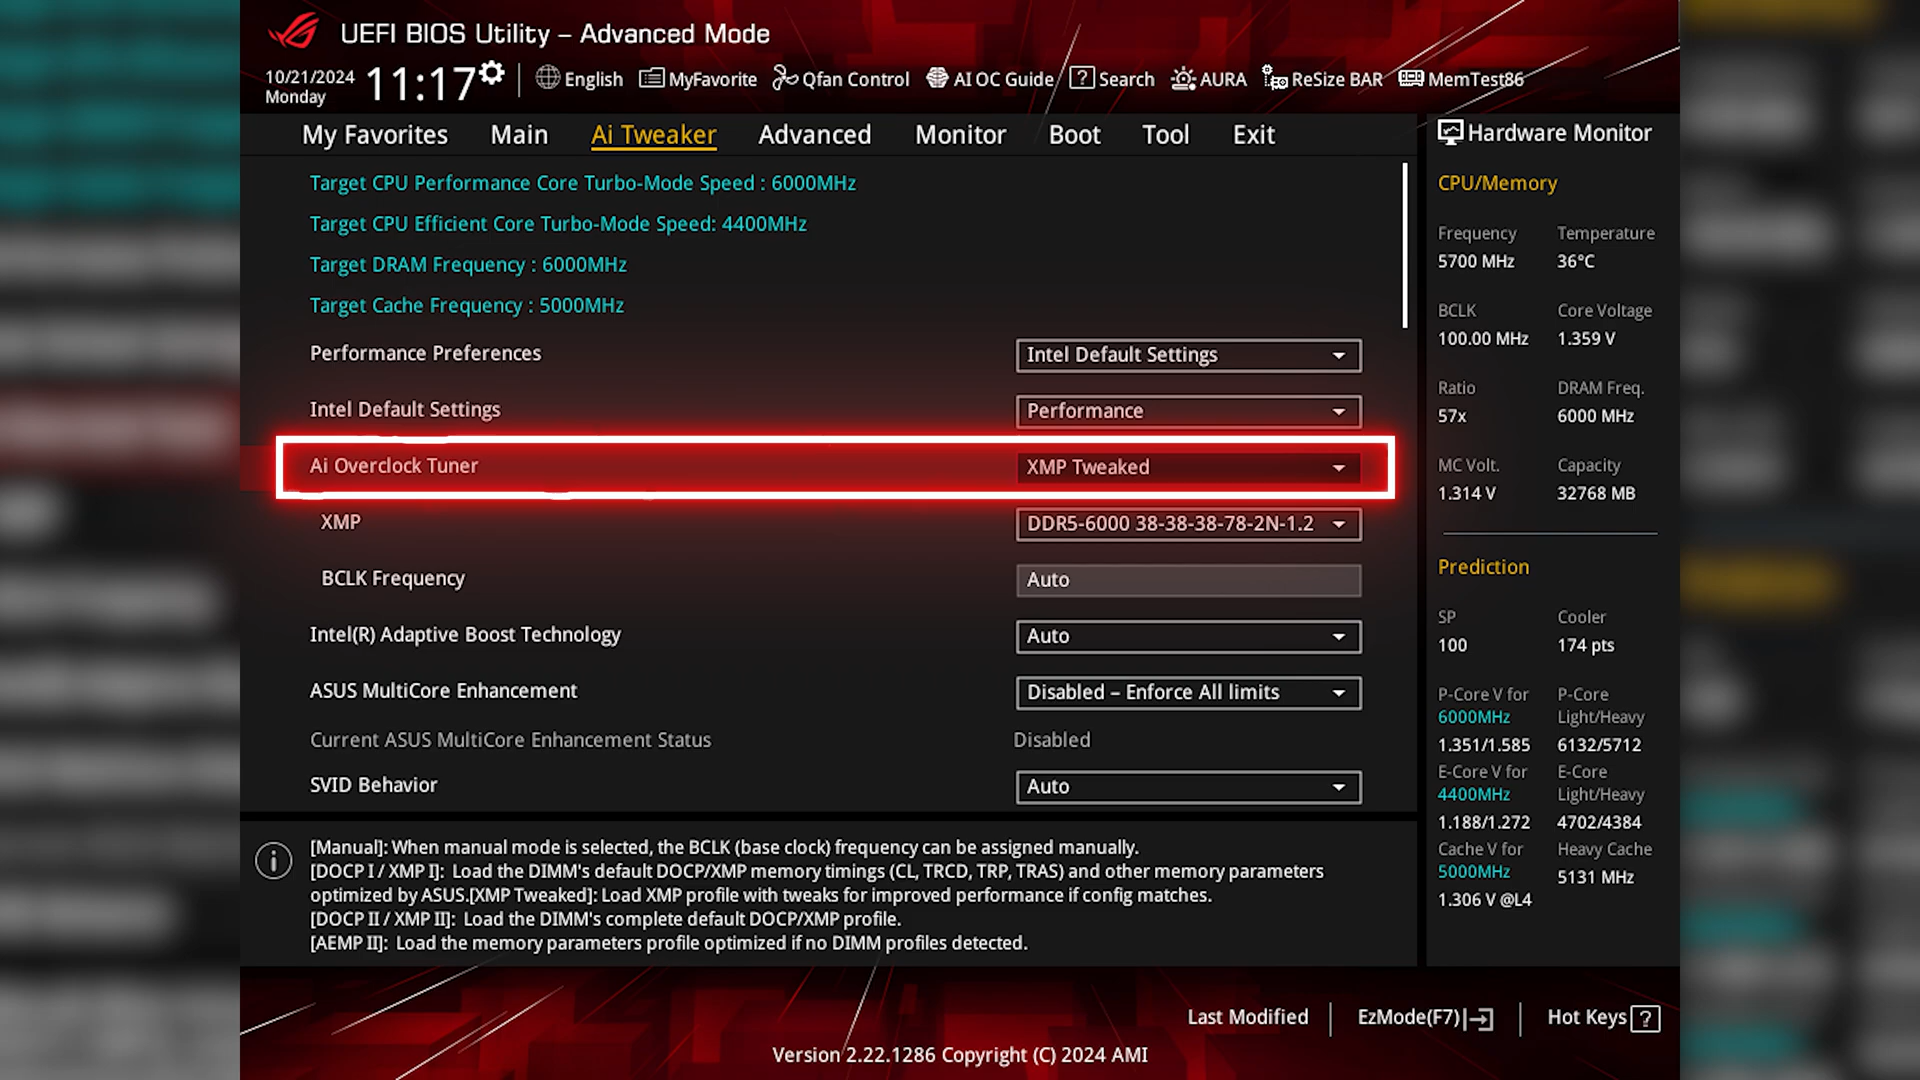 UEFI BIOS Utility – Advanced Mode
10/21/2024
Monday
11:17
English
MyFavorite
Qfan Control
AI OC Guide
Search
AURA
ReSize BAR
MemTest86
My Favorites
Main
Ai Tweaker
Advanced
Monitor
Boot
Tool
Exit
Target CPU Performance Core Turbo-Mode Speed : 6000MHz
Target CPU Efficient Core Turbo-Mode Speed: 4400MHz
Target DRAM Frequency : 6000MHz
Target Cache Frequency : 5000MHz
Performance Preferences
Intel Default Settings
Intel Default Settings
Performance
Ai Overclock Tuner
XMP Tweaked
XMP
DDR5-6000 38-38-38-78-2N-1.2
BCLK Frequency
Auto
Intel(R) Adaptive Boost Technology
Auto
ASUS MultiCore Enhancement
Disabled – Enforce All limits
Current ASUS MultiCore Enhancement Status
Disabled
SVID Behavior
Auto
[Manual]: When manual mode is selected, the BCLK (base clock) frequency can be assigned manually.
[DOCP I / XMP I]: Load the DIMM's default DOCP/XMP memory timings (CL, TRCD, TRP, TRAS) and other memory parameters
optimized by ASUS.[XMP Tweaked]: Load XMP profile with tweaks for improved performance if config matches.
[DOCP II / XMP II]: Load the DIMM's complete default DOCP/XMP profile.
[AEMP II]: Load the memory parameters profile optimized if no DIMM profiles detected.
Hardware Monitor
CPU/Memory
Frequency
Temperature
5700 MHz
36°C
BCLK
Core Voltage
100.00 MHz
1.359 V
Ratio
DRAM Freq.
57x
6000 MHz
MC Volt.
Capacity
1.314 V
32768 MB
Prediction
SP
Cooler
100
174 pts
P-Core V for
P-Core
6000MHz
Light/Heavy
1.351/1.585
6132/5712
E-Core V for
E-Core
4400MHz
Light/Heavy
1.188/1.272
4702/4384
Cache V for
Heavy Cache
5000MHz
5131 MHz
1.306 V @L4
Last Modified
EzMode(F7)
Hot Keys ?
Version 2.22.1286 Copyright (C) 2024 AMI